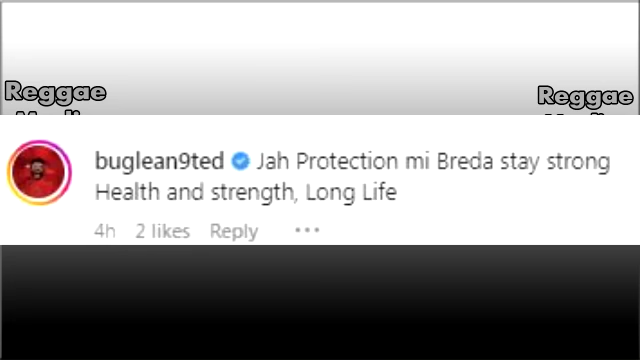 Reggae
Reggae
buglean9ted Jah Protection mi Breda stay strong
Health and strength, Long Life
4h 2 likes Reply ...